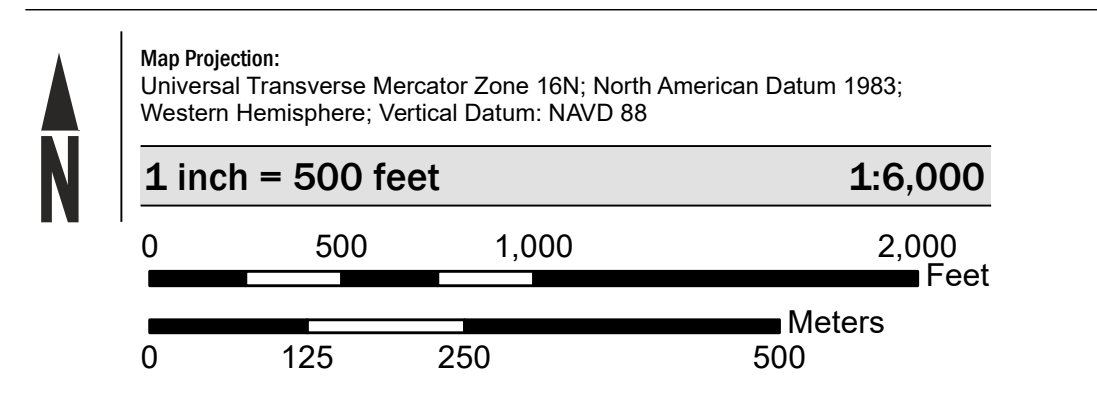 N
Map Projection:
Universal Transverse Mercator Zone 16N; North American Datum 1983;
Western Hemisphere; Vertical Datum: NAVD 88
1 inch = 500 feet 1:6,000
0 500 1,000 2,000
Feet
Meters
0 125 250 500